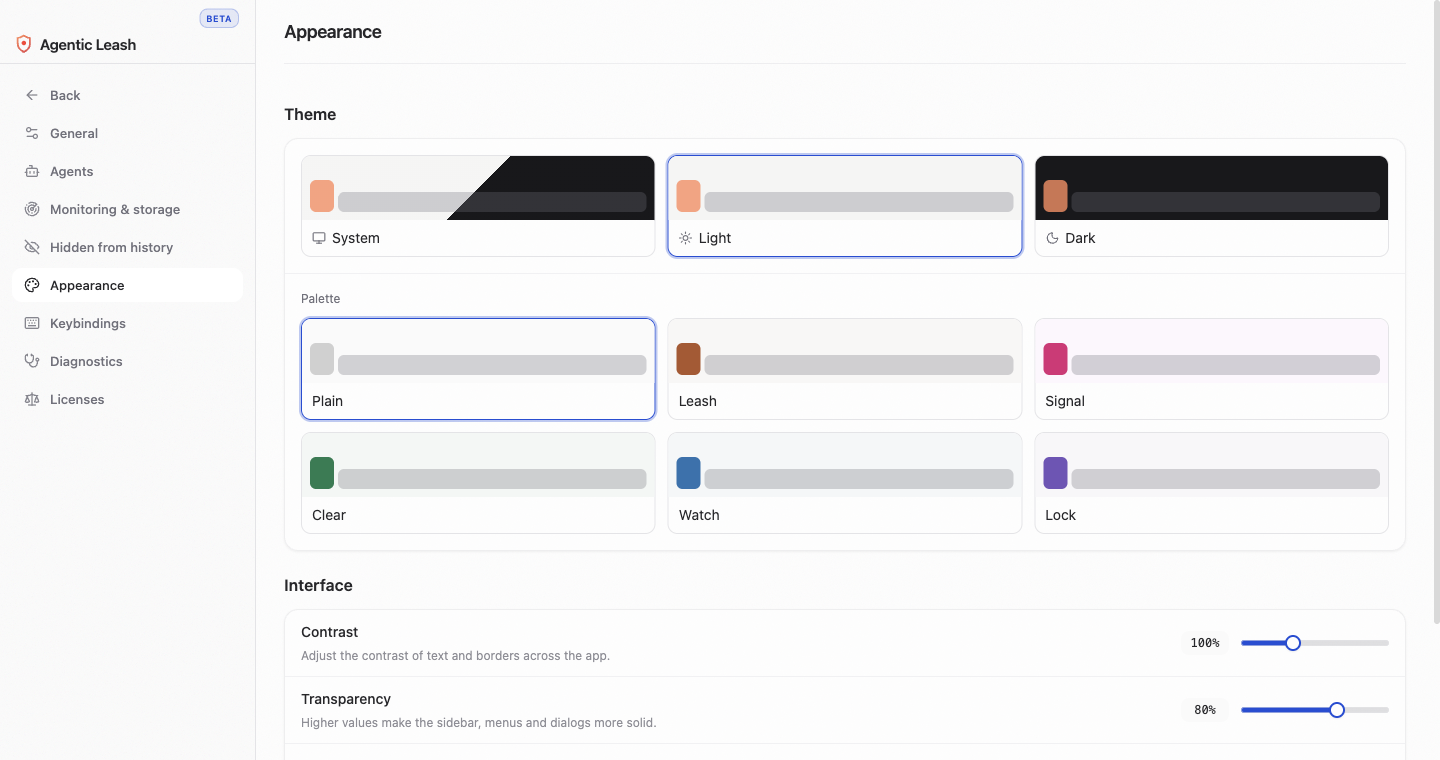 BETA
Agentic Leash
Back
General
Agents
Monitoring & storage
Hidden from history
Appearance
Keybindings
Diagnostics
Licenses
Appearance
Theme
System
Light
Dark
Palette
Plain
Leash
Signal
Clear
Watch
Lock
Interface
Contrast
Adjust the contrast of text and borders across the app.
100%
Transparency
Higher values make the sidebar, menus and dialogs more solid.
80%